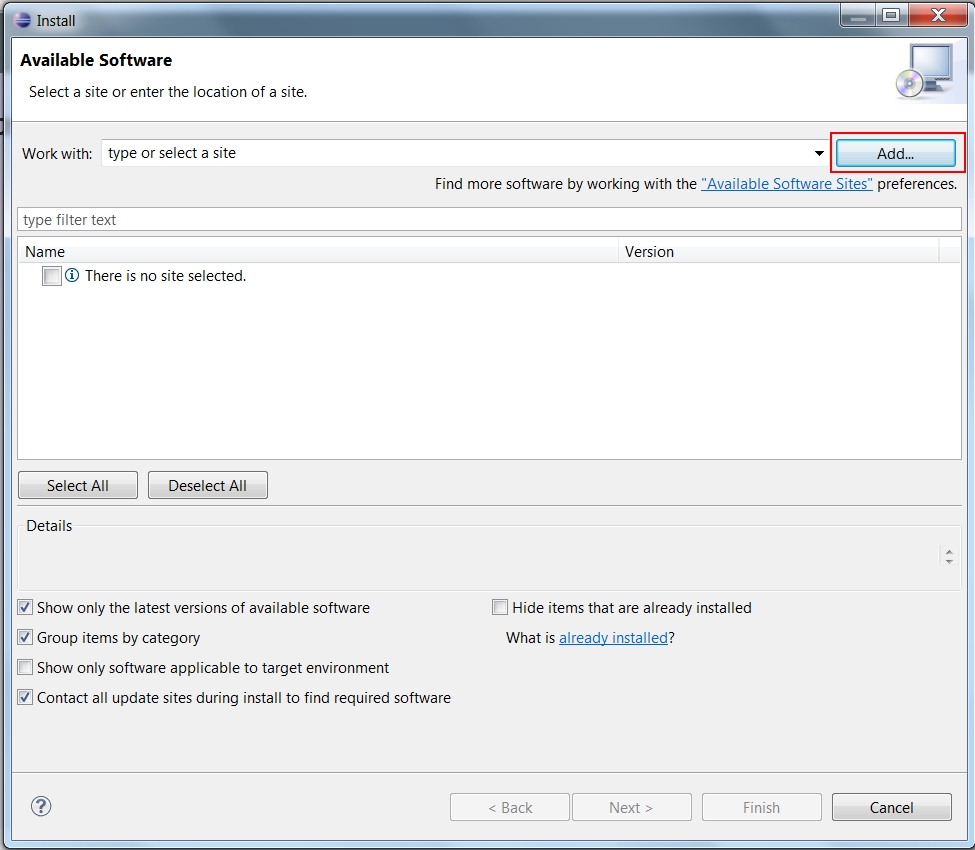 Install
Available Software
Select a site or enter the location of a site.
Work with: type or select a site Add...
Find more software by working with the "Available Software Sites" preferences.
type filter text
Name Version
There is no site selected.
Select All Deselect All
Details
Show only the latest versions of available software Hide items that are already installed
Group items by category What is already installed?
Show only software applicable to target environment
Contact all update sites during install to find required software
< Back Next > Finish Cancel